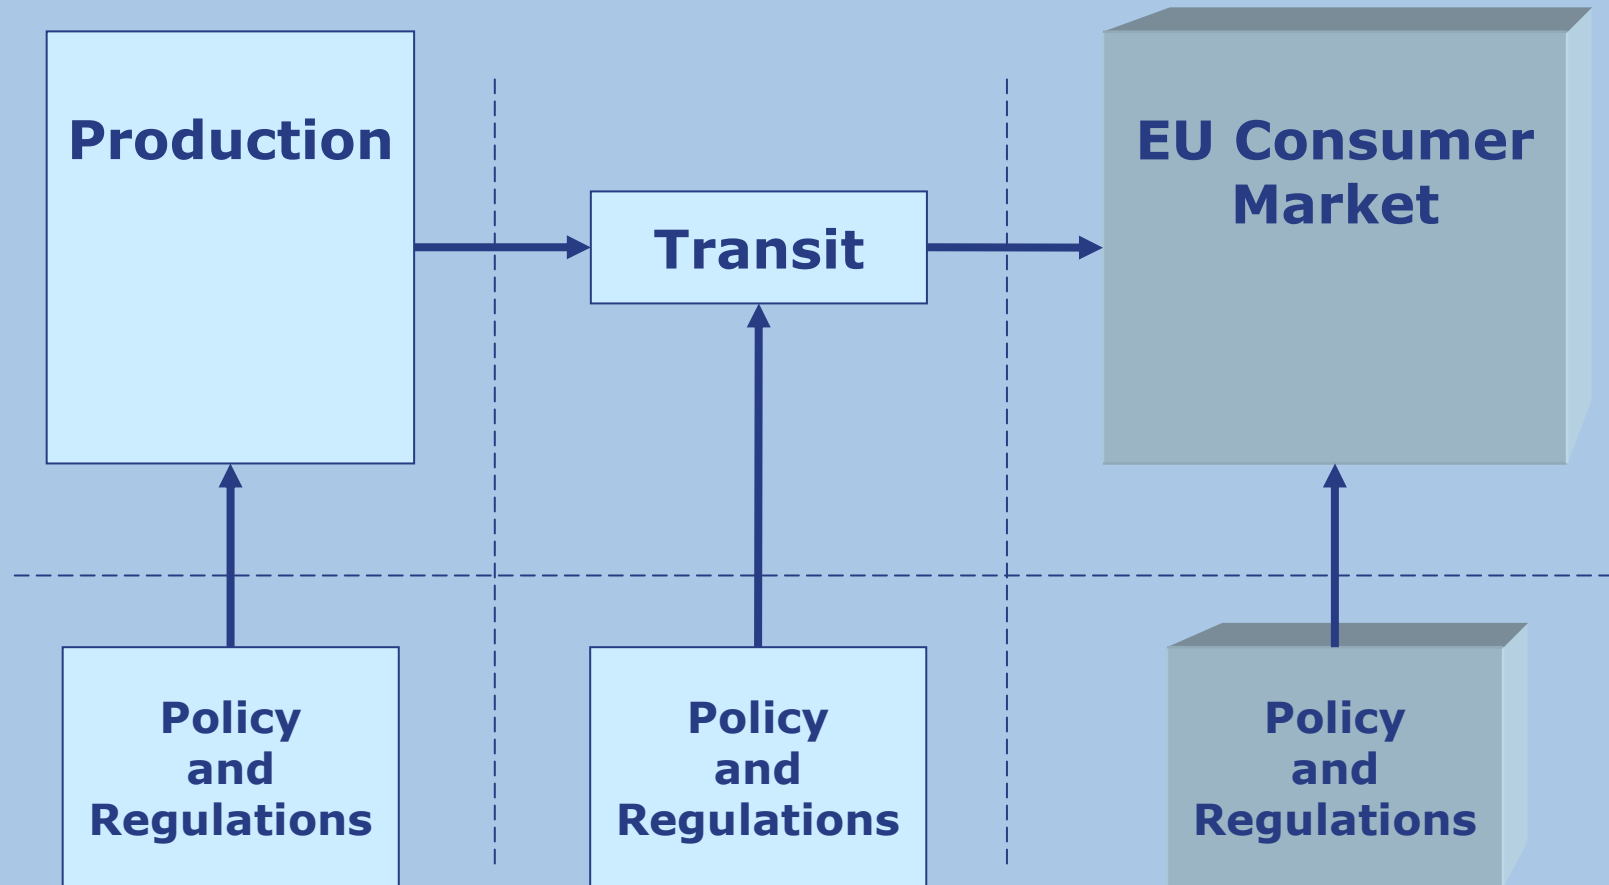 Production
EU Consumer
Market
Transit
Policy
and
Regulations
Policy
and
Regulations
Policy
and
Regulations